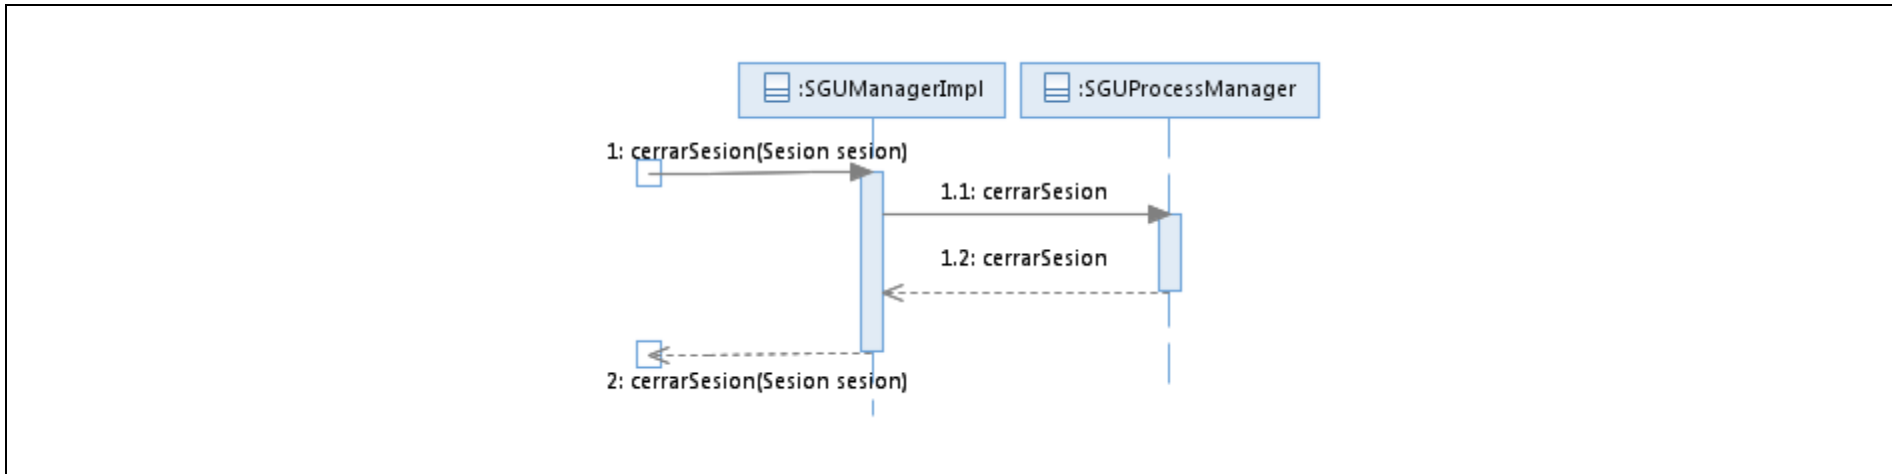 :SGUManagerImpl
:SGUProcessManager
1: cerrarSesion(Sesion sesion)
1.1: cerrarSesion
1.2: cerrarSesion
2: cerrarSesion(Sesion sesion)